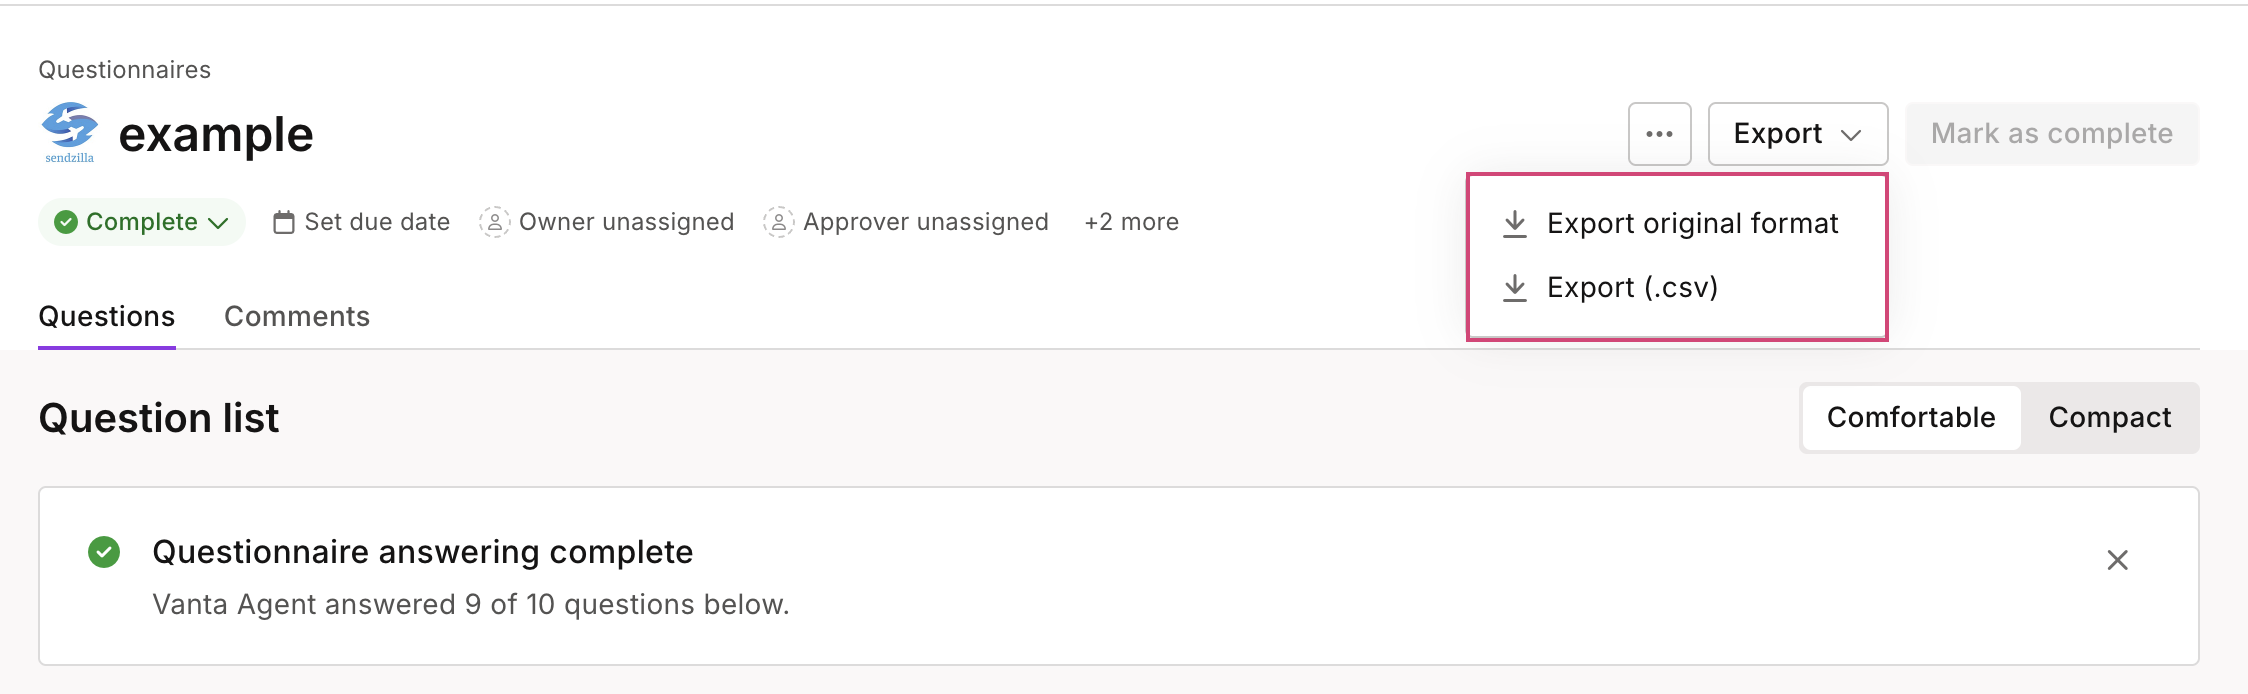 Questionnaires
sendzilla
example
Export
Mark as complete
Complete
Set due date
Owner unassigned
Approver unassigned
+2 more
Export original format
Export (.csv)
Questions
Comments
Question list
Comfortable
Compact
Questionnaire answering complete
Vanta Agent answered 9 of 10 questions below.